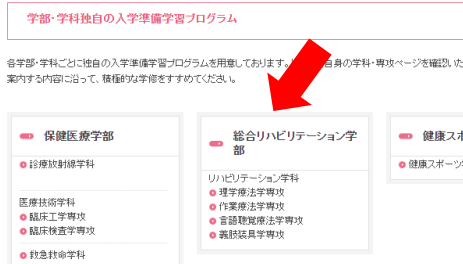 学部・学科独自の入学準備学習プログラム
各学部・学科ごとに独自の入学準備学習プログラムを用意しております。 自身の学科・専攻ページを確認いた
案内する内容に沿って、積極的な学修をすすめてください。
保健医療学部
診療放射線学科
医療技術学科
臨床工学専攻
臨床検査学専攻
救急救命学科
総合リハビリテーション学
部
リハビリテーション学科
理学療法学専攻
作業療法学専攻
言語聴覚療法学専攻
義肢装具学専攻
健康スポ
健康スポーツ